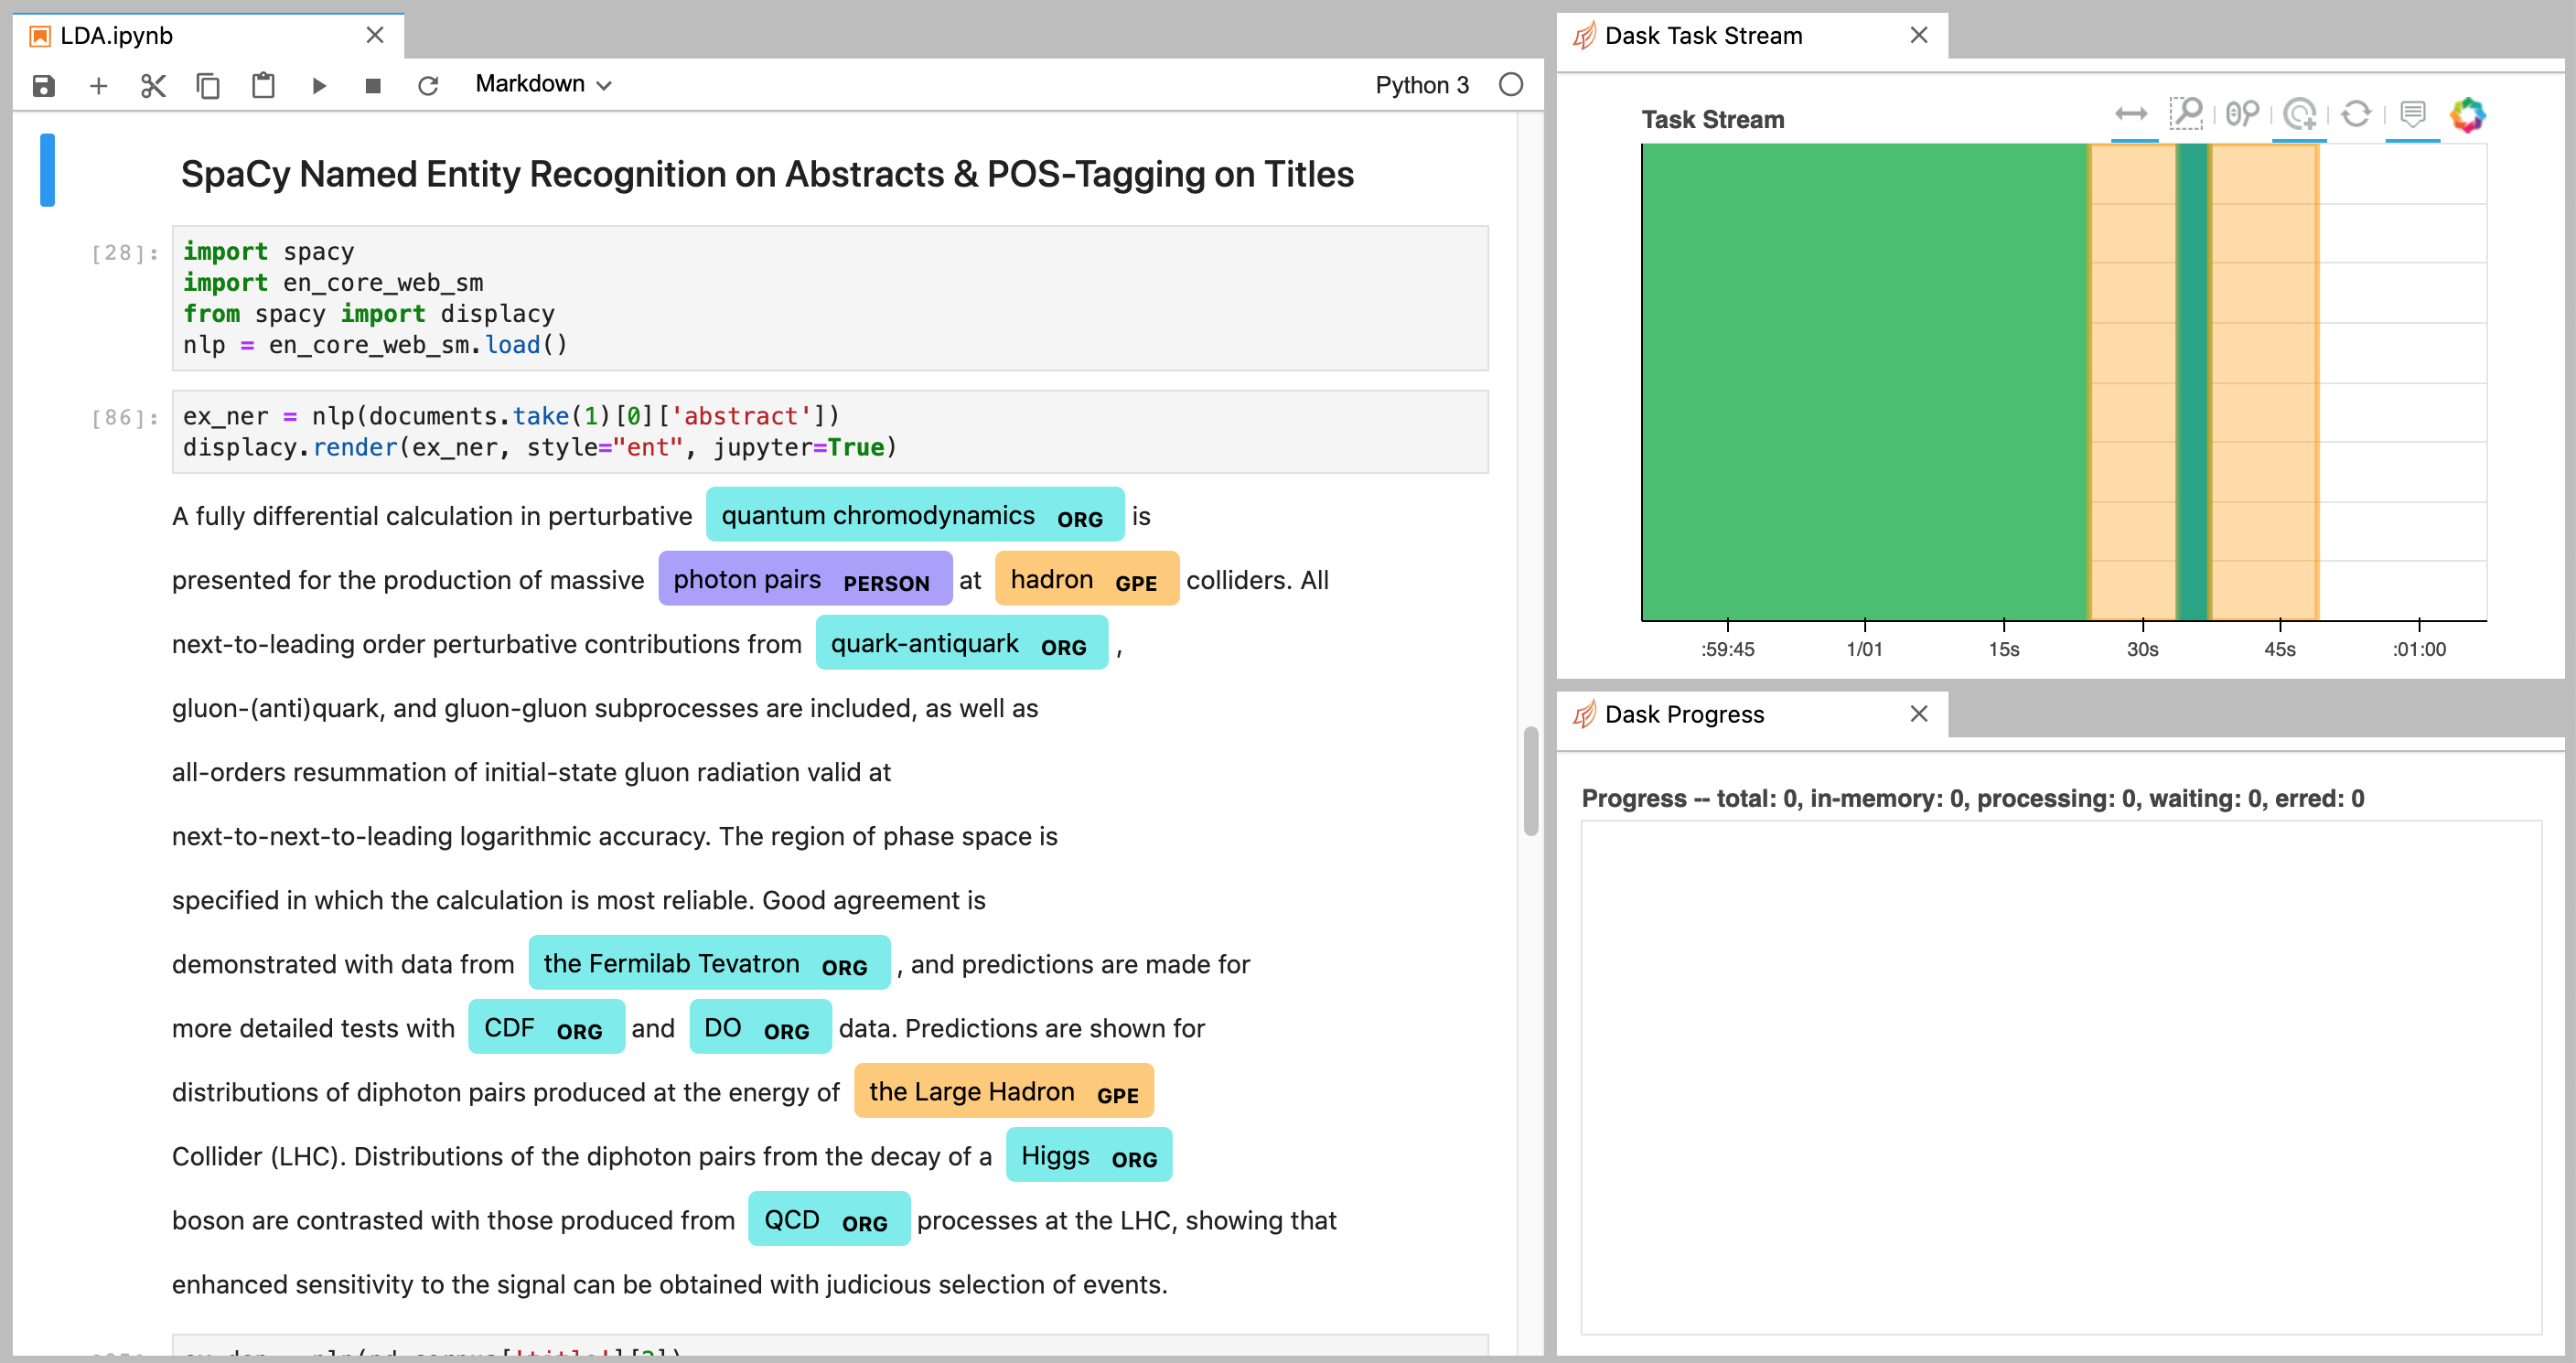 LDA.ipynb
Markdown
Python 3
SpaCy Named Entity Recognition on Abstracts & POS-Tagging on Titles
[28]:
import spacy
import en_core_web_sm
from spacy import displacy
nlp = en_core_web_sm.load()
[86]:
ex_ner = nlp(documents.take(1)[0]['abstract'])
displacy.render(ex_ner, style="ent", jupyter=True)
A fully differential calculation in perturbative quantum chromodynamics ORG is
presented for the production of massive photon pairs PERSON at hadron GPE colliders. All
next-to-leading order perturbative contributions from quark-antiquark ORG ,
gluon-(anti)quark, and gluon-gluon subprocesses are included, as well as
all-orders resummation of initial-state gluon radiation valid at
next-to-next-to-leading logarithmic accuracy. The region of phase space is
specified in which the calculation is most reliable. Good agreement is
demonstrated with data from the Fermilab Tevatron ORG , and predictions are made for
more detailed tests with CDF ORG and DO ORG data. Predictions are shown for
distributions of diphoton pairs produced at the energy of the Large Hadron GPE
Collider (LHC). Distributions of the diphoton pairs from the decay of a Higgs ORG
boson are contrasted with those produced from QCD ORG processes at the LHC, showing that
enhanced sensitivity to the signal can be obtained with judicious selection of events.
Dask Task Stream
Task Stream
:59:45 1/01 15s 30s 45s :01:00
Dask Progress
Progress -- total: 0, in-memory: 0, processing: 0, waiting: 0, erred: 0